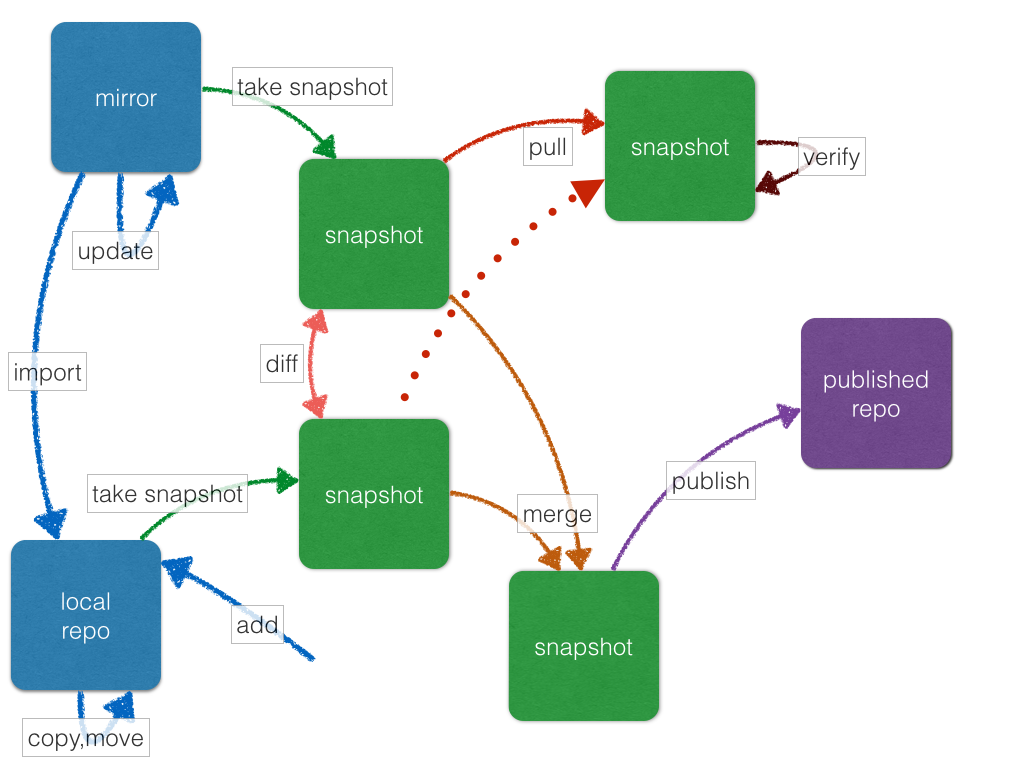 mirror
take snapshot
pull
snapshot
verify
snapshot
update
import
diff
published
repo
take snapshot
snapshot
publish
merge
local
repo
add
snapshot
copy,move